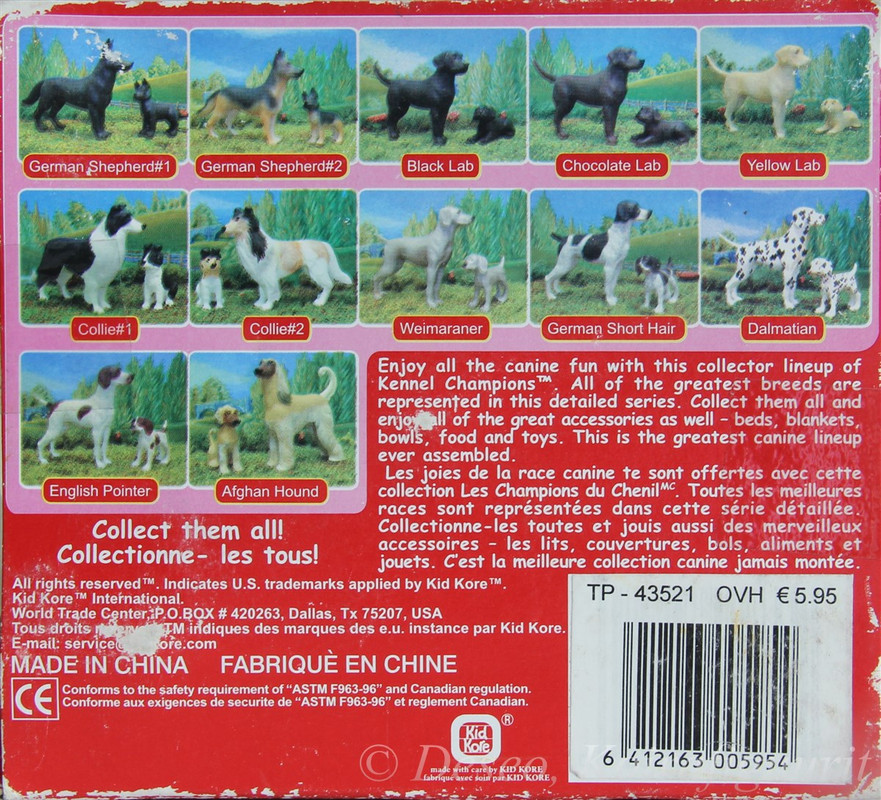 German Shepherd#1
German Shepherd#2
Black Lab
Chocolate Lab
Yellow Lab
Collie#1
Collie#2
Weimaraner
German Short Hair
Dalmatian
English Pointer
Afghan Hound
Enjoy all the canine fun with this collector lineup of
Kennel Champions™. All of the greatest breeds are
represented in this detailed series. Collect them all and
enjoy all of the great accessories as well - beds, blankets,
bowls, food and toys. This is the greatest canine lineup
ever assembled.
Les joies de la race canine te sont offertes avec cette
collection Les Champions du Chenilᴹᶜ. Toutes les meilleures
races sont représentées dans cette série détaillée.
Collectionne-les toutes et jouis aussi des merveilleux
accessoires - les lits, couvertures, bols, aliments et
jouets. C'est la meilleure collection canine jamais montée.
Collect them all!
Collectionne- les tous!
All rights reserved™. Indicates U.S. trademarks applied by Kid Kore™.
Kid Kore™ International.
World Trade Center, P.O.BOX # 420263, Dallas, Tx 75207, USA
Tous droits TM indiques des marques des e.u. instance par Kid Kore.
E-mail:
MADE IN CHINA FABRIQUÈ EN CHINE
CE
Conforms to the safety requirement of "ASTM F963-96" and Canadian regulation.
Conforme aux exigences de securite de "ASTM F963-96" et reglement Canadian.
Kid Kore ®
made with care by KID KORE
fabrique avec soin par KID KORE
TP - 43521 OVH € 5.95
6 412163 005954
©